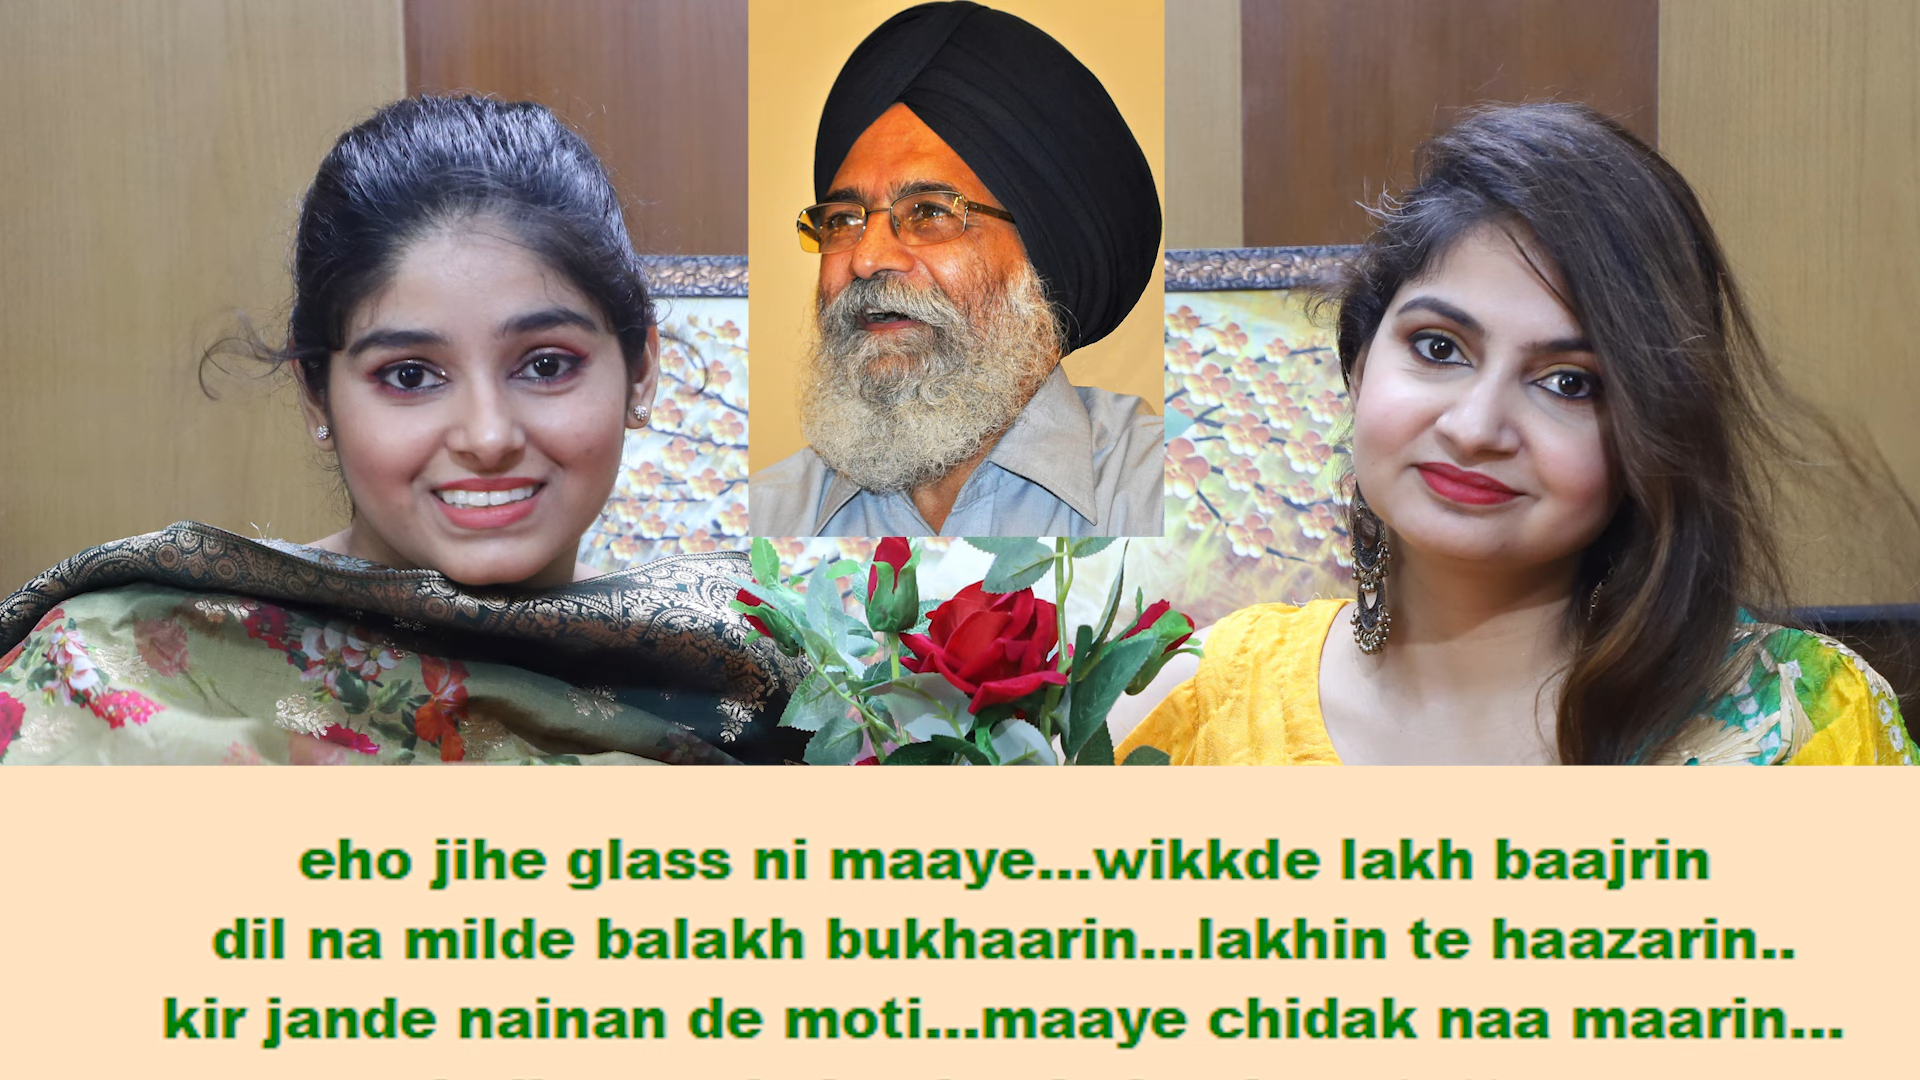 eho jihe glass ni maaye...wikkde lakh baajrin
dil na milde balakh bukhaarin...lakhin te haazarin..
kir jande nainan de moti...maaye chidak naa maarin...